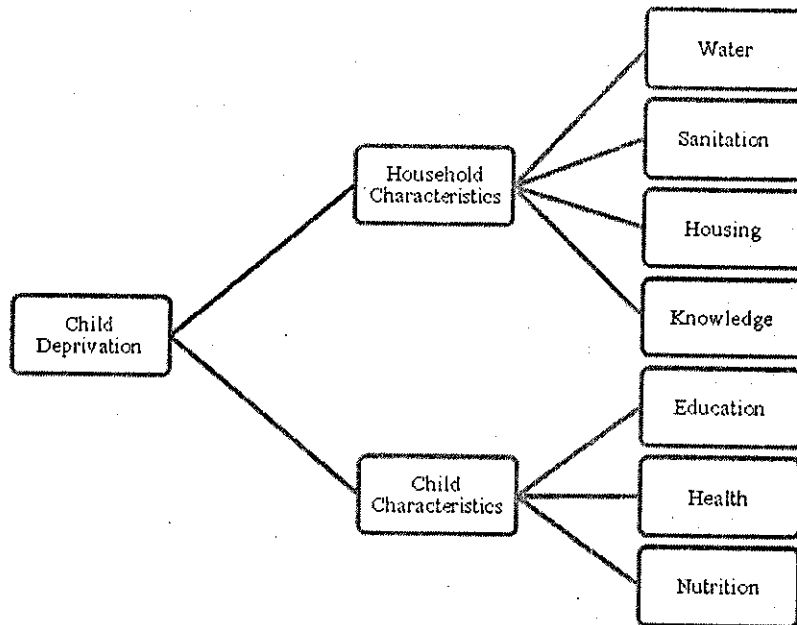 Water
Sanitation
Household
Characteristics
Housing
Child
Deprivation
Knowledge
Education
Child
Characteristics
Health
Nutrition